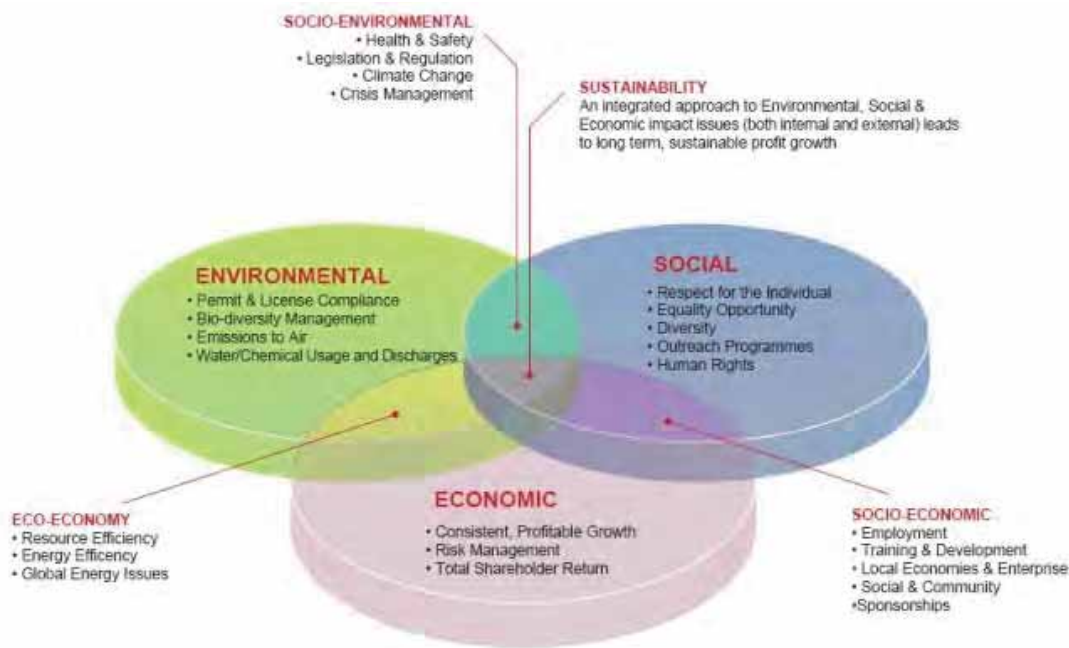 SOCIO-ENVIRONMENTAL
• Health & Safety
• Legislation & Regulation
• Climate Change
• Crisis Management
SUSTAINABILITY
An integrated approach to Environmental, Social &
Economic impact issues (both internal and external) leads
to long term, sustainable profit growth
ENVIRONMENTAL
• Permit & License Compliance
• Bio-diversity Management
• Emissions to Air
• Water/Chemical Usage and Discharges
SOCIAL
• Respect for the Individual
• Equality Opportunity
• Diversity
• Outreach Programmes
• Human Rights
ECO-ECONOMY
• Resource Efficiency
• Energy Efficency
• Global Energy Issues
ECONOMIC
• Consistent, Profitable Growth
• Risk Management
• Total Shareholder Return
SOCIO-ECONOMIC
• Employment
• Training & Development
• Local Economies & Enterprise
• Social & Community
•Sponsorships